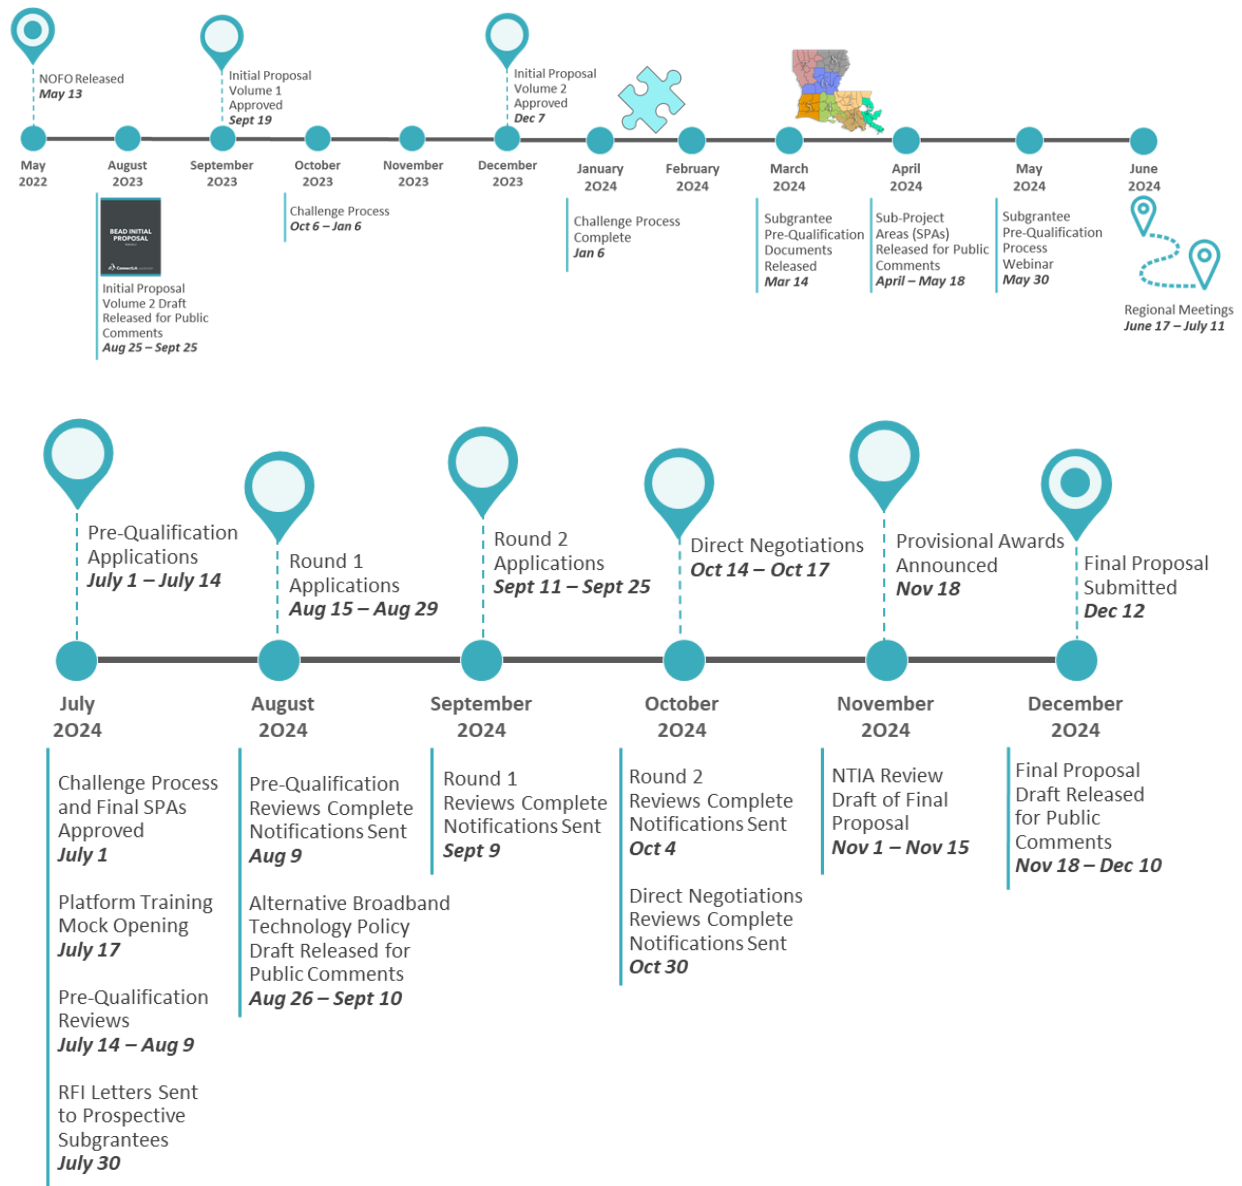 NOFO Released
May 13
Initial Proposal
Volume 1
Approved
Sept 19
Initial Proposal
Volume 2
Approved
Dec 7
May
2022
August
2023
September
2023
October
2023
November
2023
December
2023
January
2024
February
2024
March
2024
April
2024
May
2024
June
2024
BEAD INITIAL
PROPOSAL
ConnectLA
Initial Proposal
Volume 2 Draft
Released for Public
Comments
Aug 25 – Sept 25
Challenge Process
Oct 6 – Jan 6
Challenge Process
Complete
Jan 6
Subgrantee
Pre-Qualification
Documents
Released
Mar 14
Sub-Project
Areas (SPAs)
Released for Public
Comments
April – May 18
Subgrantee
Pre-Qualification
Process
Webinar
May 30
Regional Meetings
June 17 – July 11
Pre-Qualification
Applications
July 1 – July 14
Round 1
Applications
Aug 15 – Aug 29
Round 2
Applications
Sept 11 – Sept 25
Direct Negotiations
Oct 14 – Oct 17
Provisional Awards
Announced
Nov 18
Final Proposal
Submitted
Dec 12
July
2024
August
2024
September
2024
October
2024
November
2024
December
2024
Challenge Process
and Final SPAs
Approved
July 1
Platform Training
Mock Opening
July 17
Pre-Qualification
Reviews
July 14 – Aug 9
RFI Letters Sent
to Prospective
Subgrantees
July 30
Pre-Qualification
Reviews Complete
Notifications Sent
Aug 9
Alternative Broadband
Technology Policy
Draft Released for
Public Comments
Aug 26 – Sept 10
Round 1
Reviews Complete
Notifications Sent
Sept 9
Round 2
Reviews Complete
Notifications Sent
Oct 4
Direct Negotiations
Reviews Complete
Notifications Sent
Oct 30
NTIA Review
Draft of Final
Proposal
Nov 1 – Nov 15
Final Proposal
Draft Released
for Public
Comments
Nov 18 – Dec 10